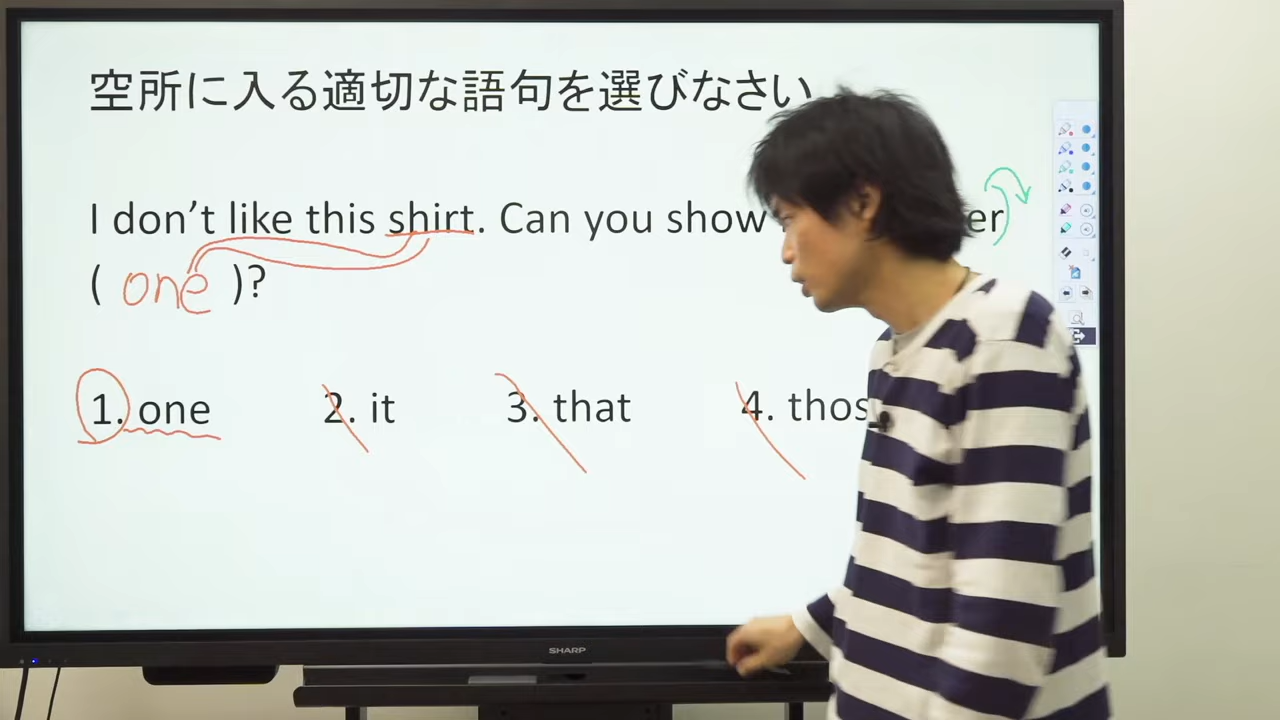 空所に入る適切な語句を選びなさい
I don't like this shirt. Can you show
( one )?
1. one 2. it 3. that 4.
SHARP